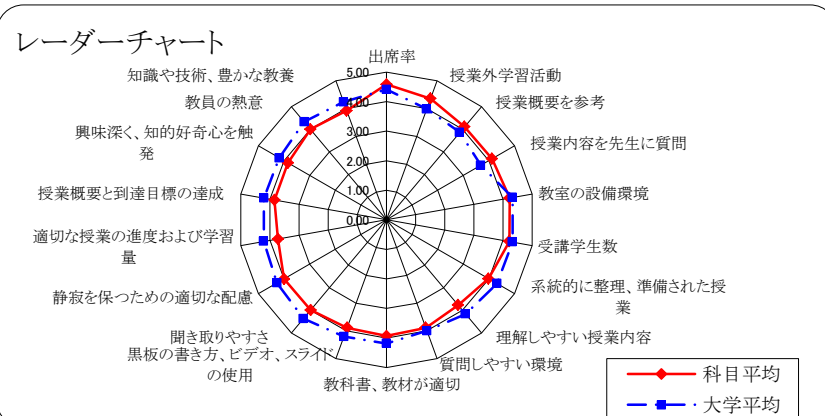 レーダーチャート
出席率
授業外学習活動
授業概要を参考
授業内容を先生に質問
教室の設備環境
受講学生数
系統的に整理、準備された授
業
理解しやすい授業内容
質問しやすい環境
教科書、教材が適切
黒板の書き方、ビデオ、スライド
の使用
聞き取りやすさ
静寂を保つための適切な配慮
適切な授業の進度および学習
量
授業概要と到達目標の達成
興味深く、知的好奇心を触
発
教員の熱意
知識や技術、豊かな教養
5.00
4.00
3.00
2.00
1.00
0.00
科目平均
大学平均